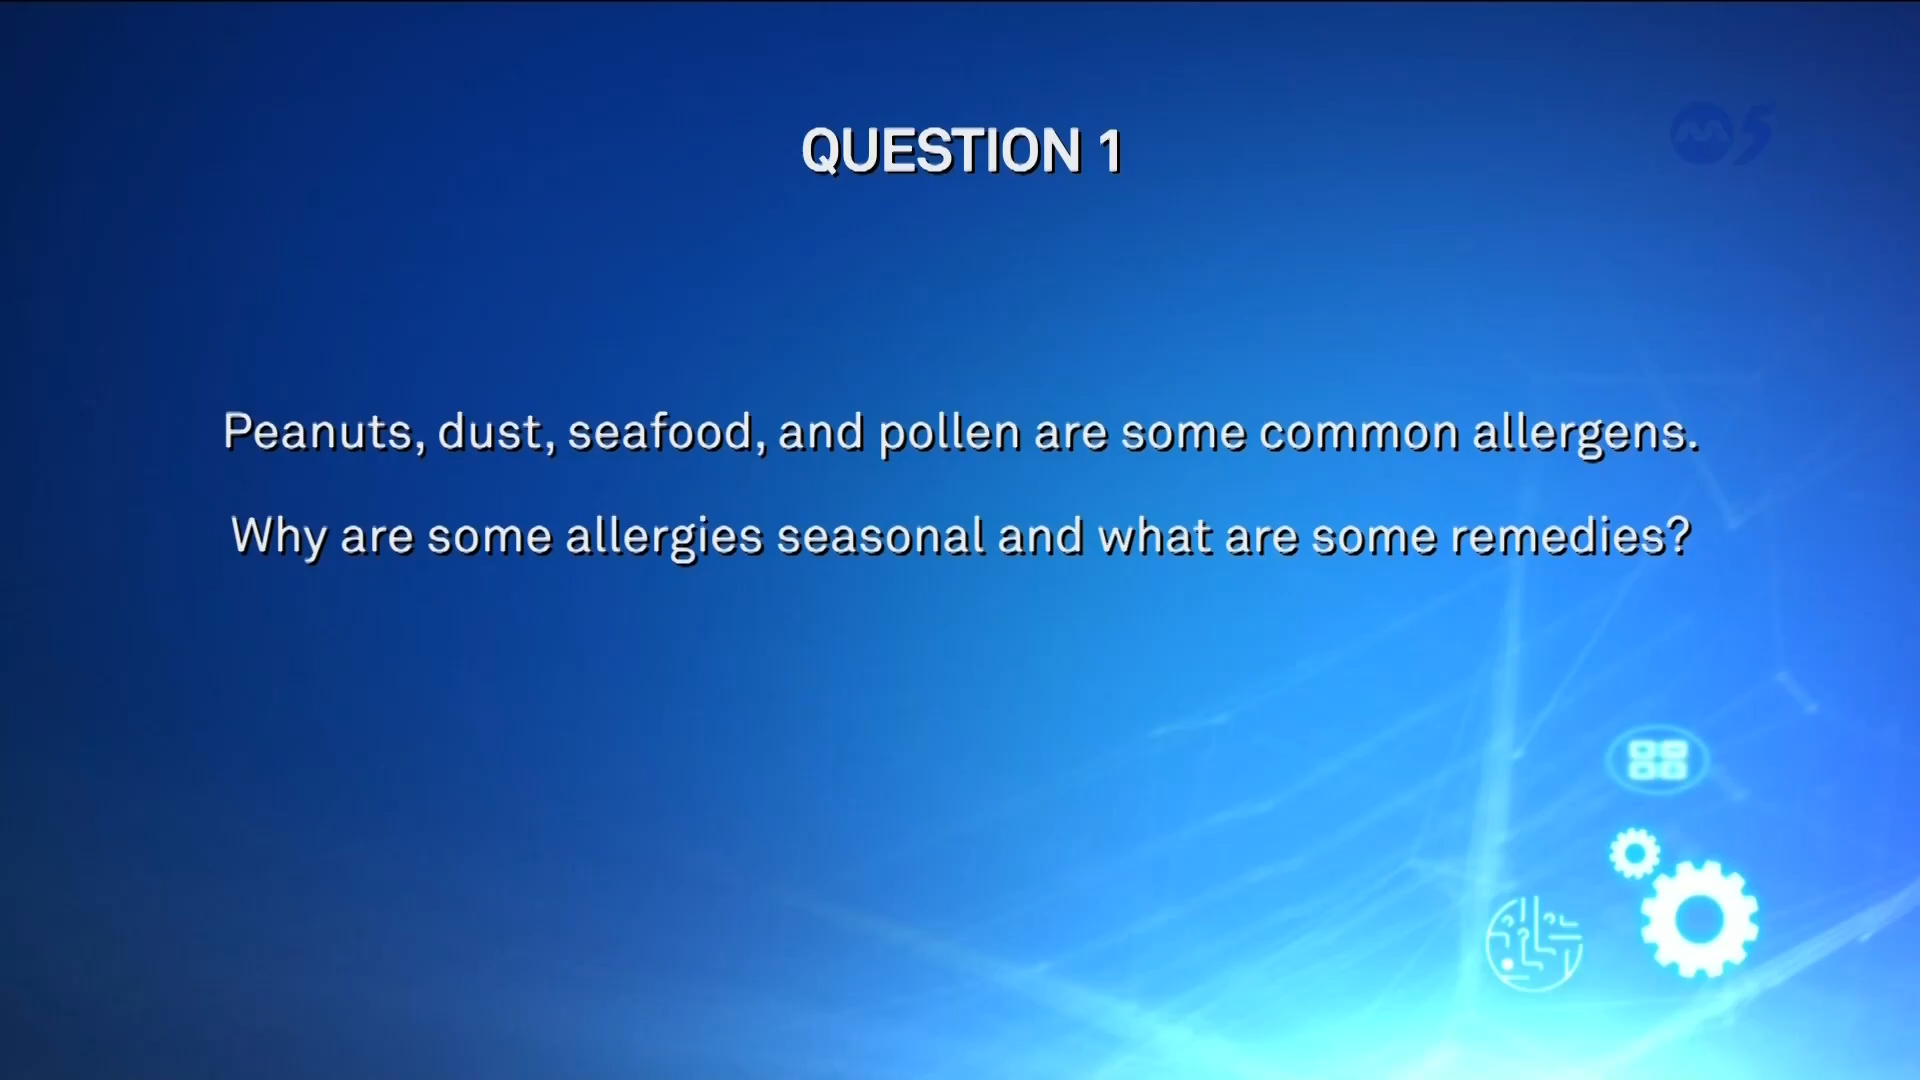 QUESTION 1
Peanuts, dust, seafood, and pollen are some common allergens.
Why are some allergies seasonal and what are some remedies?
5